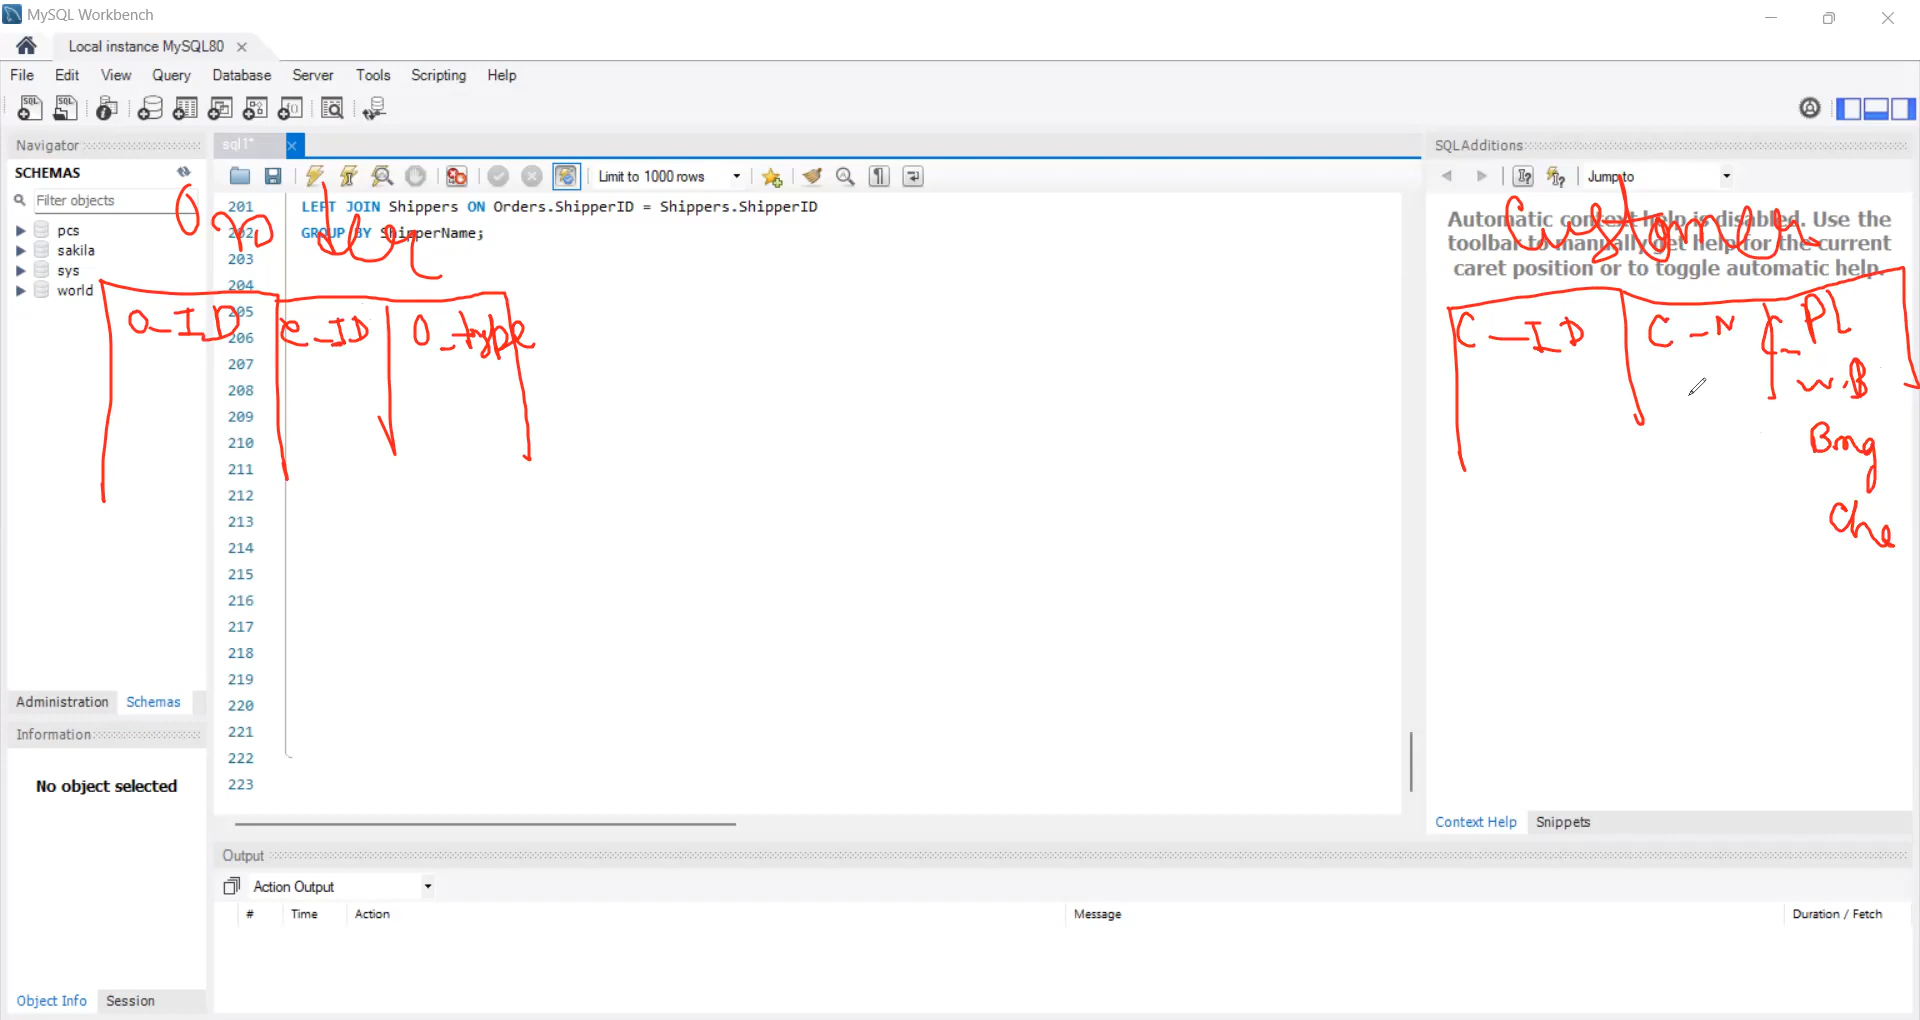 MySQL Workbench
Local instance MySQL80
File Edit View Query Database Server Tools Scripting Help
Navigator
SCHEMAS
Filter objects
pcs
sakila
sys
world
Administration Schemas
Information
No object selected
Object Info Session
sql1*
Limit to 1000 rows
201 LEFT JOIN Shippers ON Orders.ShipperID = Shippers.ShipperID
202 GROUP BY ShipperName;
203
204
205
206
207
208
209
210
211
212
213
214
215
216
217
218
219
220
221
222
223
O_ID C_ID O_type
SQLAdditions
Jump to
Automatic context help is disabled. Use the
toolbar to manually get help for the current
caret position or to toggle automatic help.
Customer
C_ID C_N C_PL
W.B
Bng
Che
Context Help Snippets
Output
Action Output
# Time Action Message Duration / Fetch